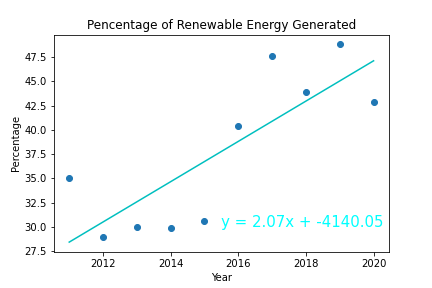 Pencentage of Renewable Energy Generated
Percentage
47.5
45.0
42.5
40.0
37.5
35.0
32.5
30.0
27.5
y = 2.07x + -4140.05
2012 2014 2016 2018 2020
Year